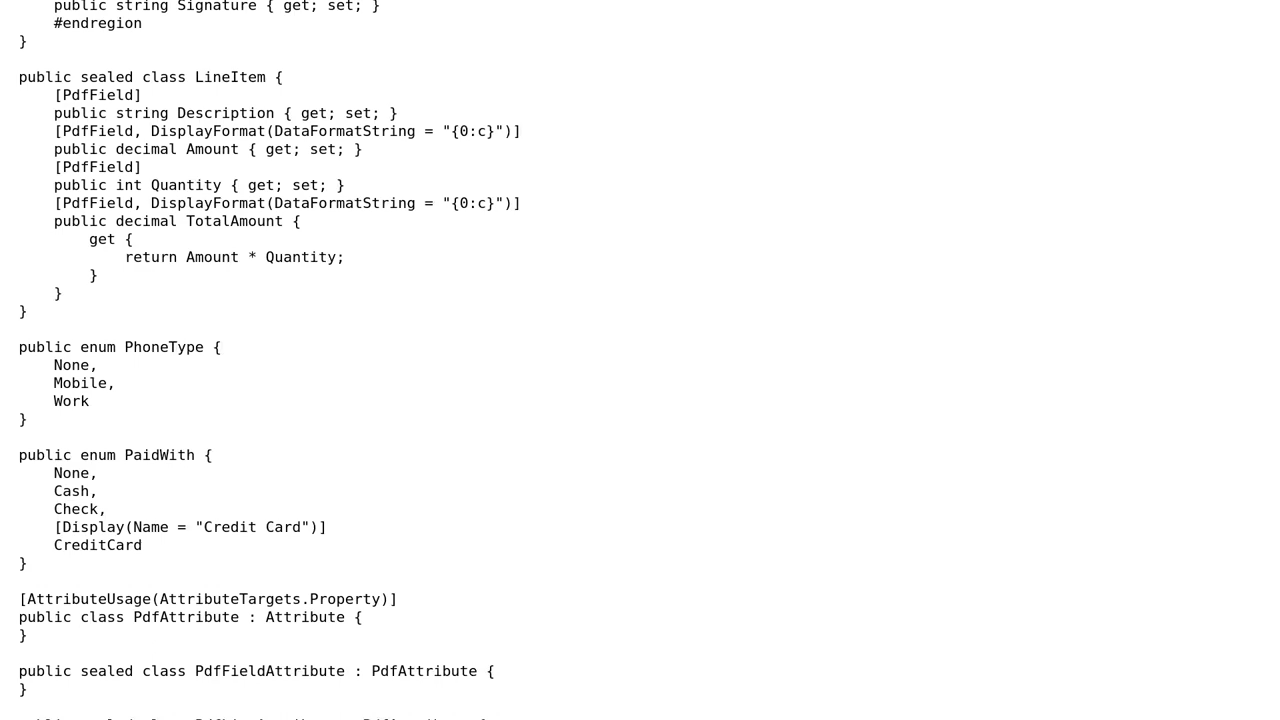 public string Signature { get; set; }
    #endregion
}

public sealed class LineItem {
    [PdfField]
    public string Description { get; set; }
    [PdfField, DisplayFormat(DataFormatString = "{0:c}")]
    public decimal Amount { get; set; }
    [PdfField]
    public int Quantity { get; set; }
    [PdfField, DisplayFormat(DataFormatString = "{0:c}")]
    public decimal TotalAmount {
        get {
            return Amount * Quantity;
        }
    }
}

public enum PhoneType {
    None,
    Mobile,
    Work
}

public enum PaidWith {
    None,
    Cash,
    Check,
    [Display(Name = "Credit Card")]
    CreditCard
}

[AttributeUsage(AttributeTargets.Property)]
public class PdfAttribute : Attribute {
}

public sealed class PdfFieldAttribute : PdfAttribute {
}